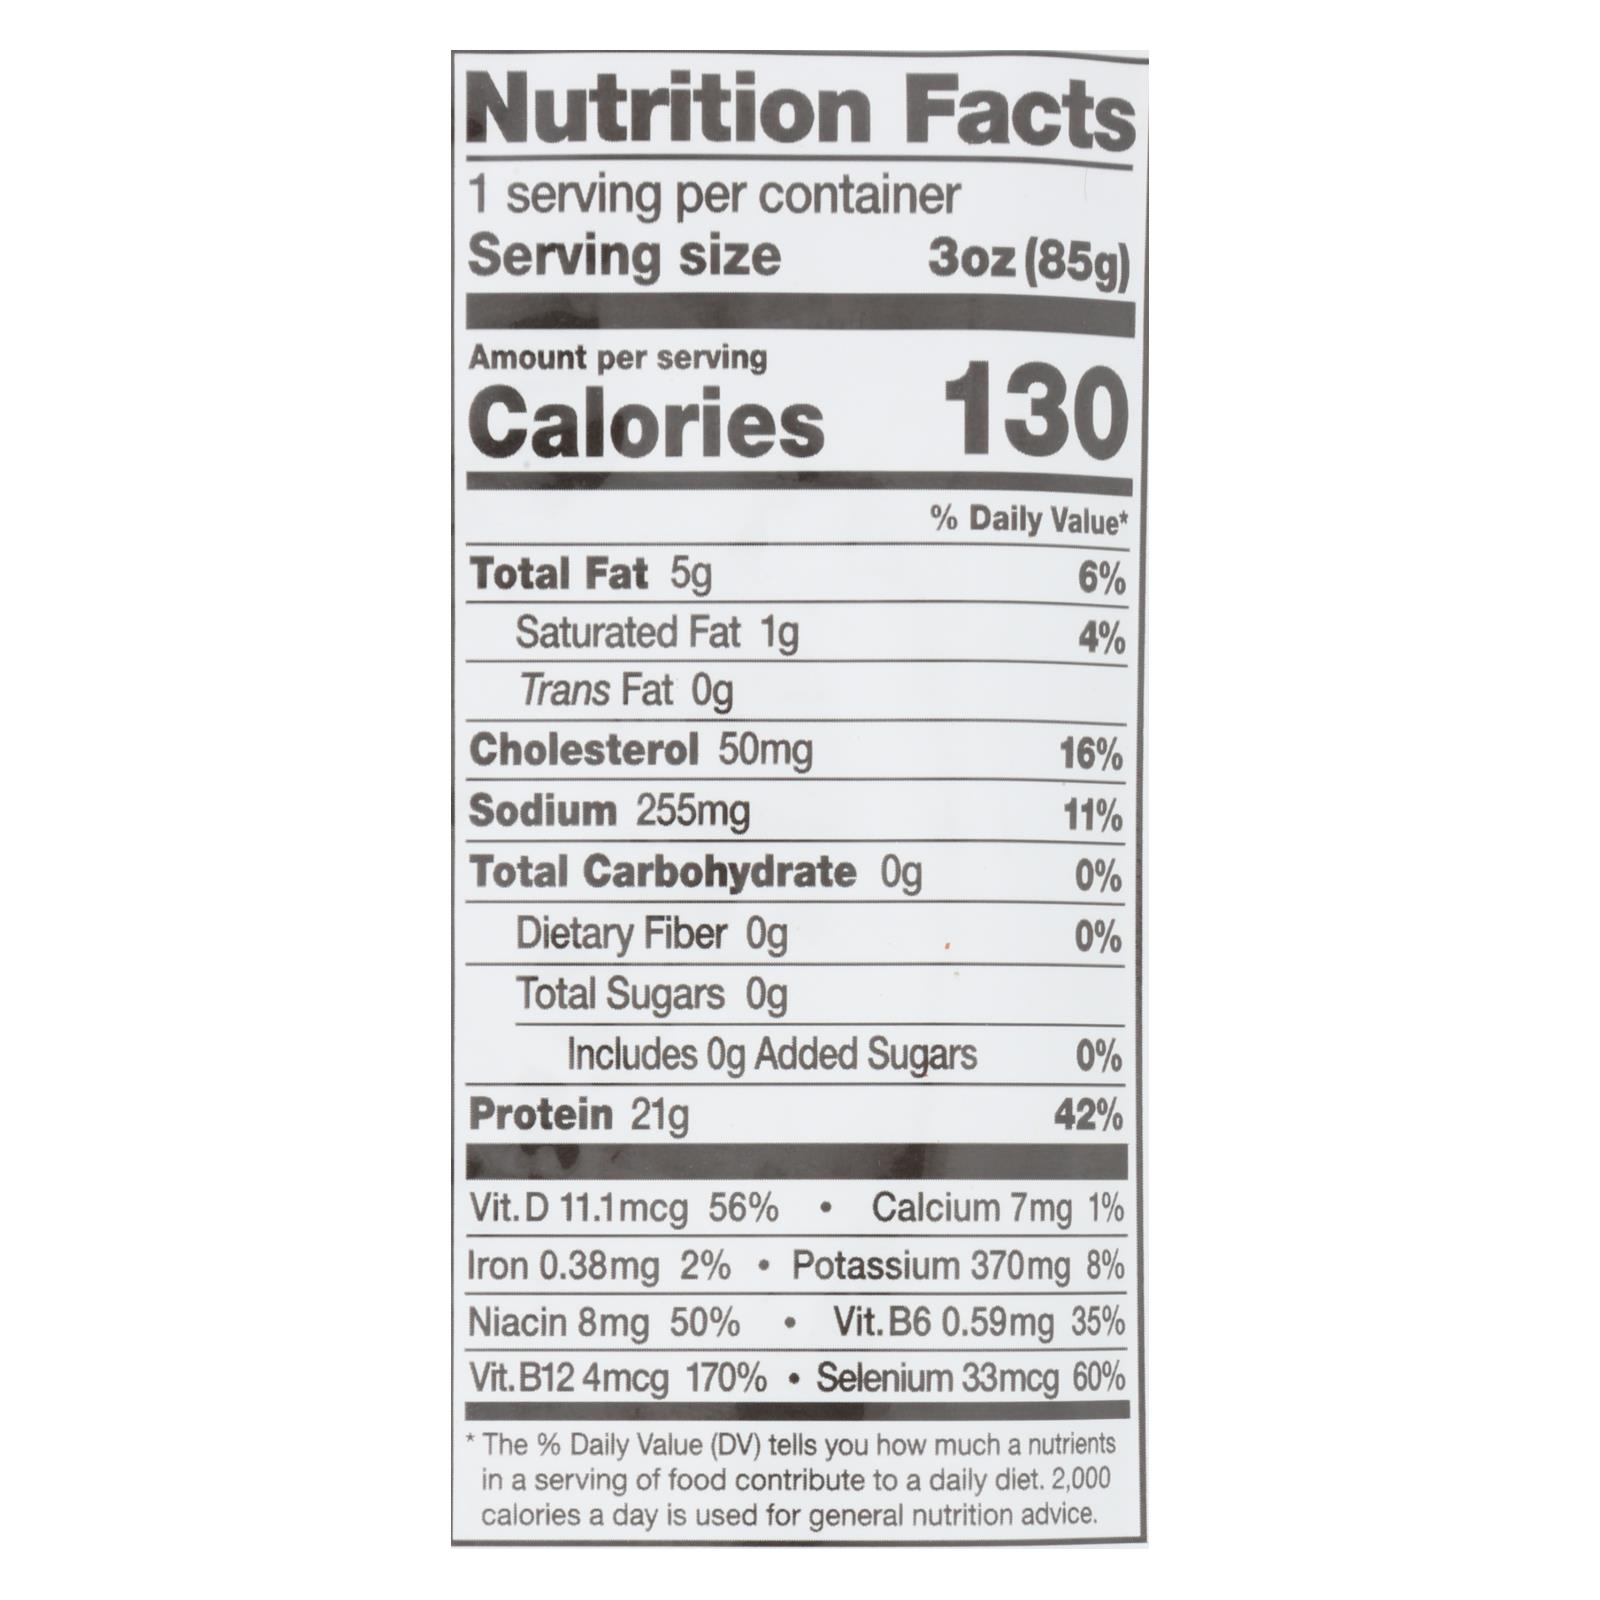 Nutrition Facts
1 serving per container
Serving size 3oz (85g)
Amount per serving
Calories 130
% Daily Value*
Total Fat 5g 6%
Saturated Fat 1g 4%
Trans Fat 0g
Cholesterol 50mg 16%
Sodium 255mg 11%
Total Carbohydrate 0g 0%
Dietary Fiber 0g 0%
Total Sugars 0g
Includes 0g Added Sugars 0%
Protein 21g 42%
Vit. D 11.1mcg 56% • Calcium 7mg 1%
Iron 0.38mg 2% • Potassium 370mg 8%
Niacin 8mg 50% • Vit. B6 0.59mg 35%
Vit. B12 4mcg 170% • Selenium 33mcg 60%
* The % Daily Value (DV) tells you how much a nutrients
in a serving of food contribute to a daily diet. 2,000
calories a day is used for general nutrition advice.